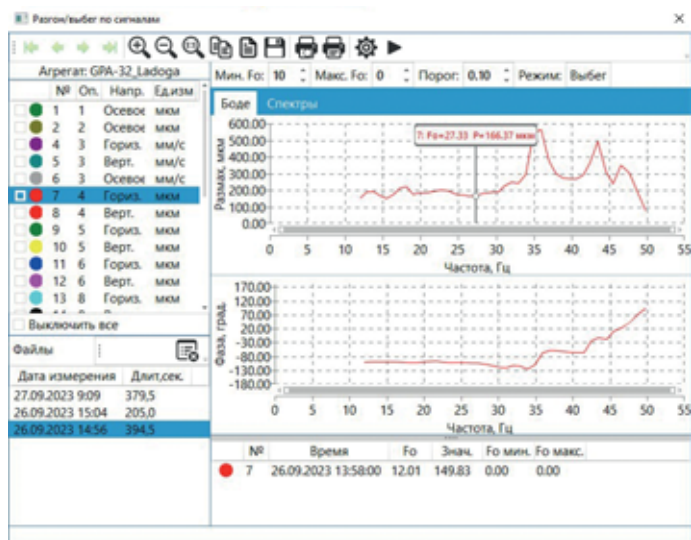 Разгон/выбег по сигналам
Агрегат: GPA-32_Ladoga
Мин. Fo: 10 Макс. Fo: 0 Порог: 0.10 Режим: Выбег
№ Оп. Напр. Ед.изм
1 1 Осевое мкм
2 2 Осевое мкм
4 3 Гориз. мм/с
5 3 Верт. мм/с
6 3 Осевое мм/с
7 4 Гориз. мкм
8 4 Верт. мкм
9 5 Гориз. мкм
10 5 Верт. мкм
11 6 Гориз. мкм
12 6 Верт. мкм
13 8 Гориз. мкм
Выключить все
Файлы
Дата измерения Длит,сек.
27.09.2023 9:09 379,5
26.09.2023 15:04 205,0
26.09.2023 14:56 394,5
Боде Спектры
Размах, мкм
600.00
500.00
400.00
300.00
200.00
100.00
0.00
7: Fo=27.33 P=166.37 мкм
0 5 10 15 20 25 30 35 40 45 50 55
Частота, Гц
Фаза, град.
170.00
120.00
70.00
20.00
-30.00
-80.00
-130.00
-180.00
0 5 10 15 20 25 30 35 40 45 50 55
Частота, Гц
№ Время Fo Знач. Fo мин. Fo макс.
7 26.09.2023 13:58:00 12.01 149.83 0.00 0.00